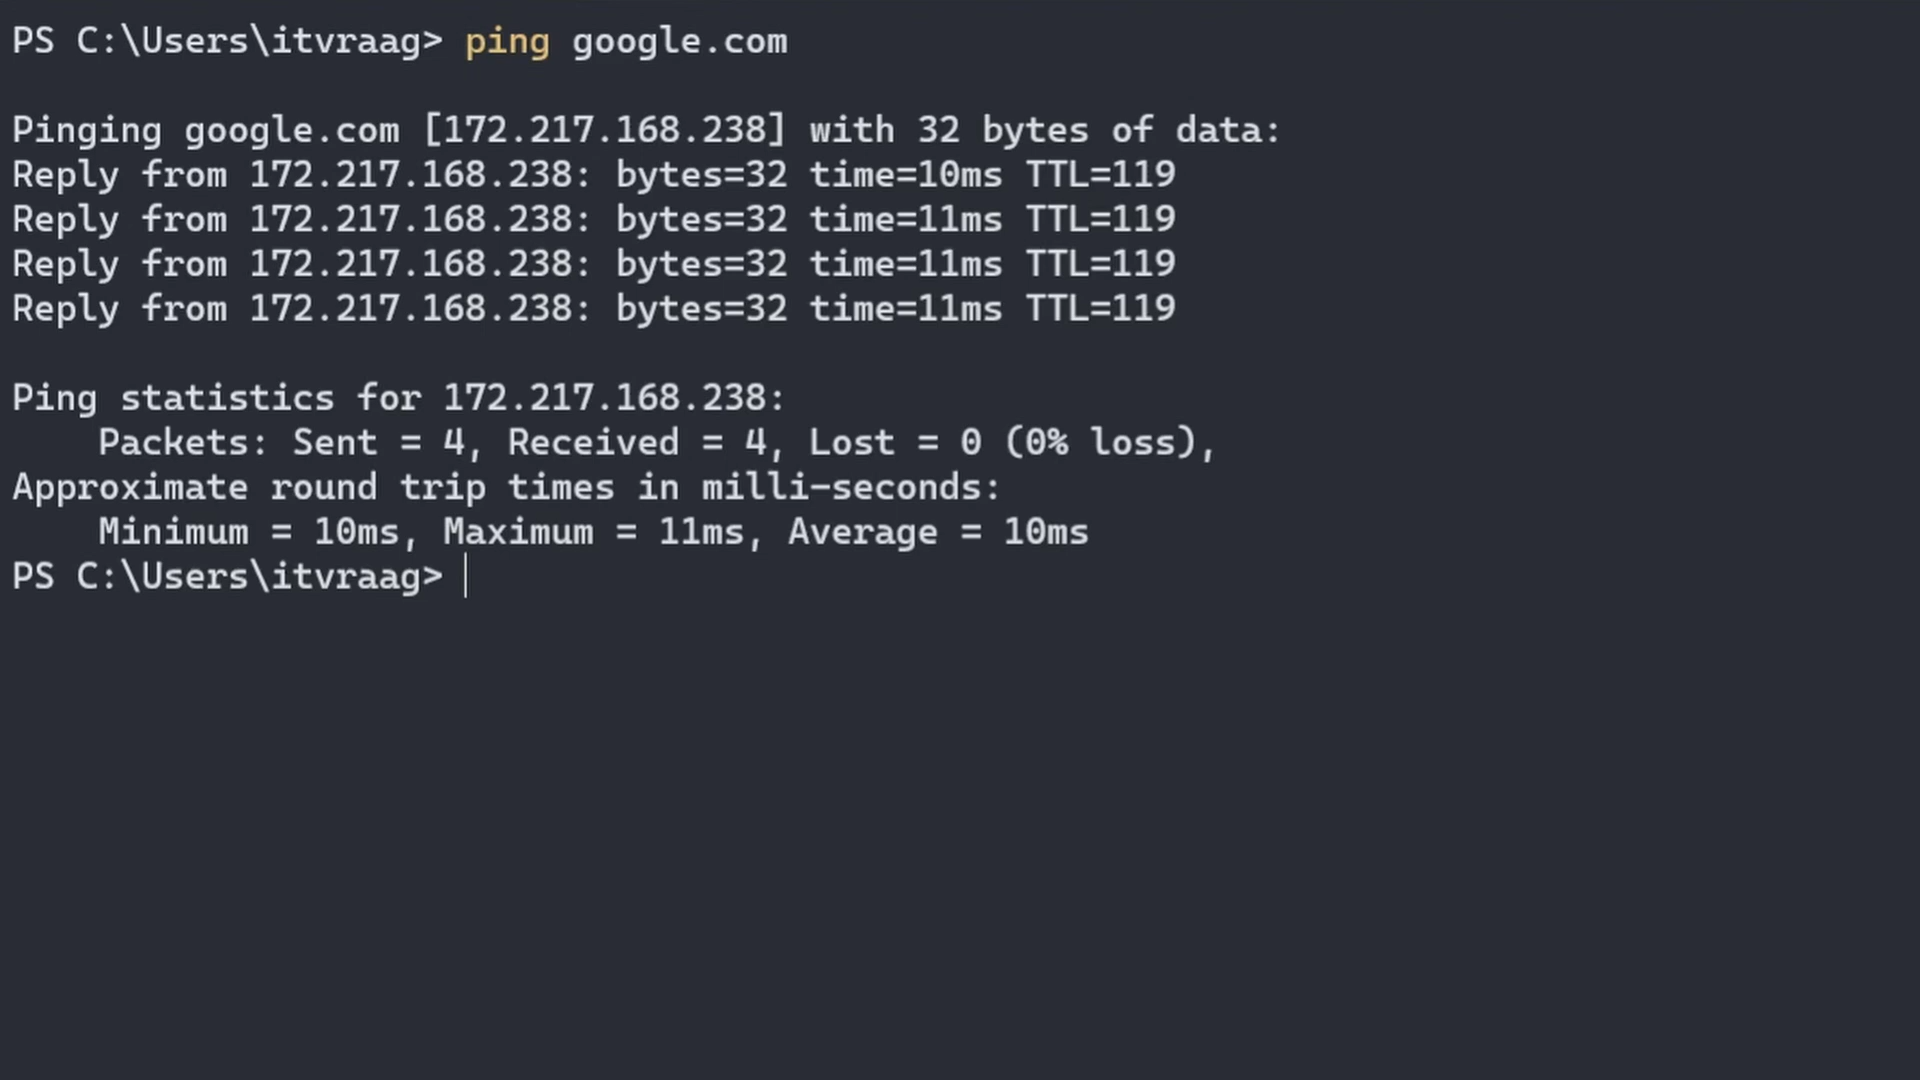 PS C:\Users\itvraag> ping google.com
Pinging google.com [172.217.168.238] with 32 bytes of data:
Reply from 172.217.168.238: bytes=32 time=10ms TTL=119
Reply from 172.217.168.238: bytes=32 time=11ms TTL=119
Reply from 172.217.168.238: bytes=32 time=11ms TTL=119
Reply from 172.217.168.238: bytes=32 time=11ms TTL=119
Ping statistics for 172.217.168.238:
    Packets: Sent = 4, Received = 4, Lost = 0 (0% loss),
Approximate round trip times in milli-seconds:
    Minimum = 10ms, Maximum = 11ms, Average = 10ms
PS C:\Users\itvraag>